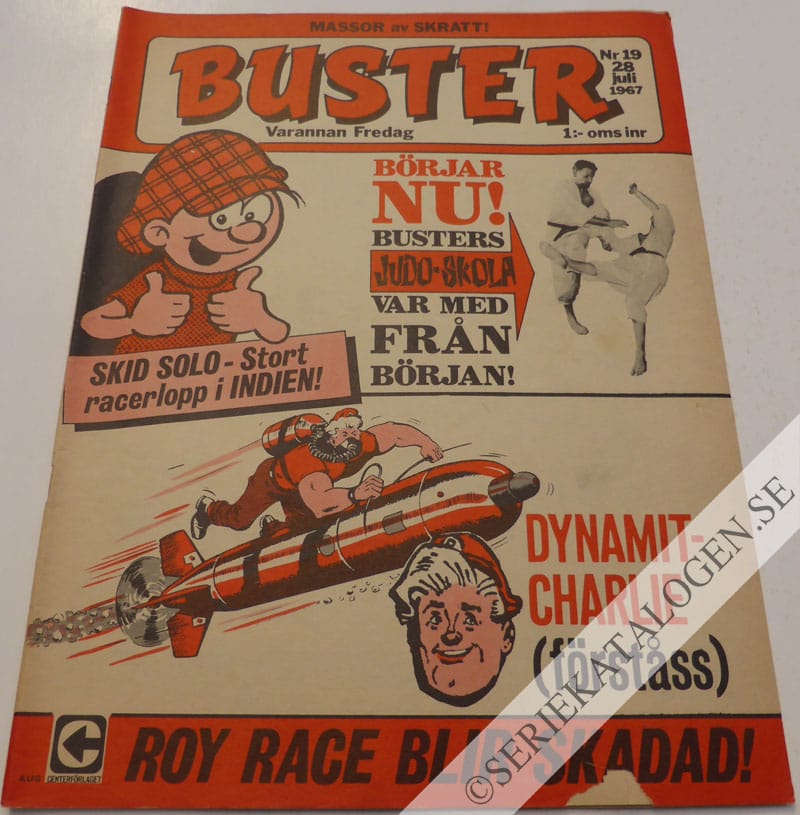 MASSOR av SKRATT!
BUSTER
Nr 19
28
juli
1967
Varannan Fredag
1:- oms inr
BÖRJAR
NU!
BUSTERS
JUDO-SKOLA
VAR MED
FRÅN
BÖRJAN!
SKID SOLO - Stort
racerlopp i INDIEN!
DYNAMIT-
CHARLIE
(förståss)
CENTERFÖRLAGET
ROY RACE BLIR SKADAD!
©SERIEKATALOGEN.SE